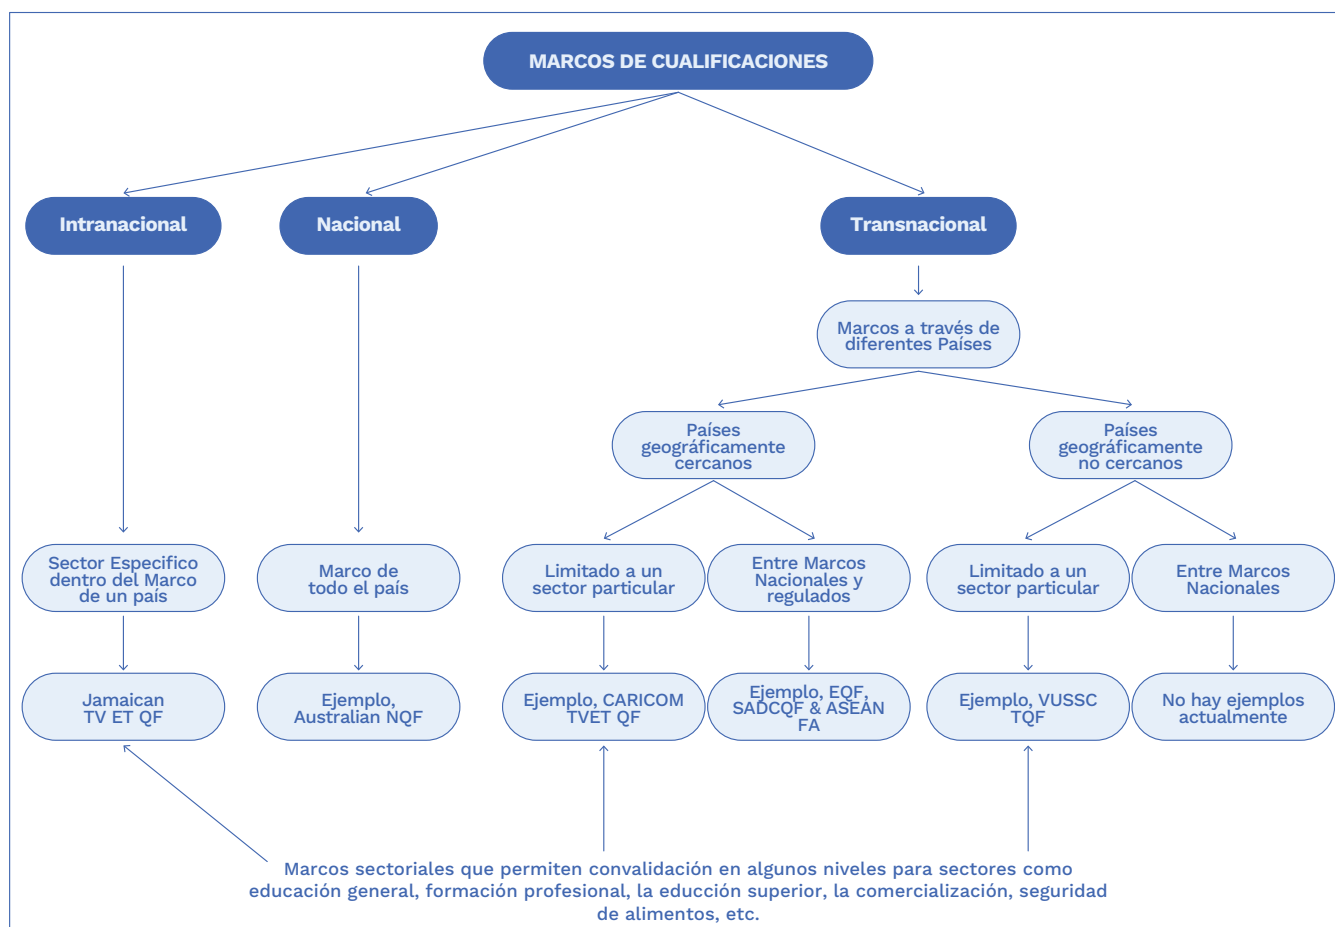 MARCOS DE CUALIFICACIONES
Intranacional
Nacional
Transnacional
Marcos a través de
diferentes Países
Países
geográficamente
cercanos
Países
geográficamente
no cercanos
Sector Especifico
dentro del Marco
de un país
Marco de
todo el país
Limitado a un
sector particular
Entre Marcos
Nacionales y
regulados
Limitado a un
sector particular
Entre Marcos
Nacionales
Jamaican
TV ET QF
Ejemplo,
Australian NQF
Ejemplo, CARICOM
TVET QF
Ejemplo, EQF,
SADCQF & ASEAN
FA
Ejemplo, VUSSC
TQF
No hay ejemplos
actualmente
Marcos sectoriales que permiten convalidación en algunos niveles para sectores como
educación general, formación profesional, la educción superior, la comercialización, seguridad
de alimentos, etc.